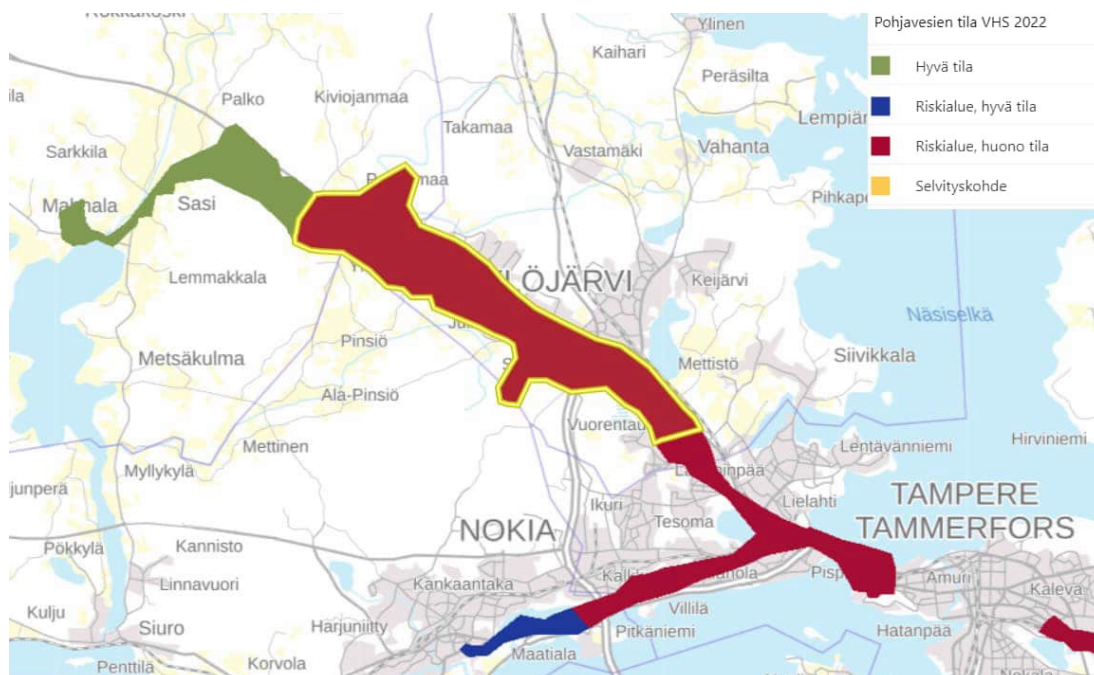 Pohjavesien tila VHS 2022
Hyvä tila
Riskialue, hyvä tila
Riskialue, huono tila
Selvityskohde
Ylinen
Kaihari
Peräsilta
Palko
Kiviojanmaa
Takamaa
Vahanta
Sarkkila
Vastamäki
Sasi
Lemmakkala
Keijärvi
Näsiselkä
Pinsiö
Metsäkulma
Mettistö
Siivikkala
Ala-Pinsiö
Mettinen
Lentävänniemi
Hirviniemi
Myllykylä
Ikuri
Lielahti
TAMPERE
TAMMERFORS
NOKIA
Tesoma
Pökkylä
Kannisto
Linnavuori
Kankaantaka
Amuri
Kaleva
Kulju
Siuro
Harjuniitty
Villilä
Pitkäniemi
Hatanpää
Penttilä
Korvola
Maatiala